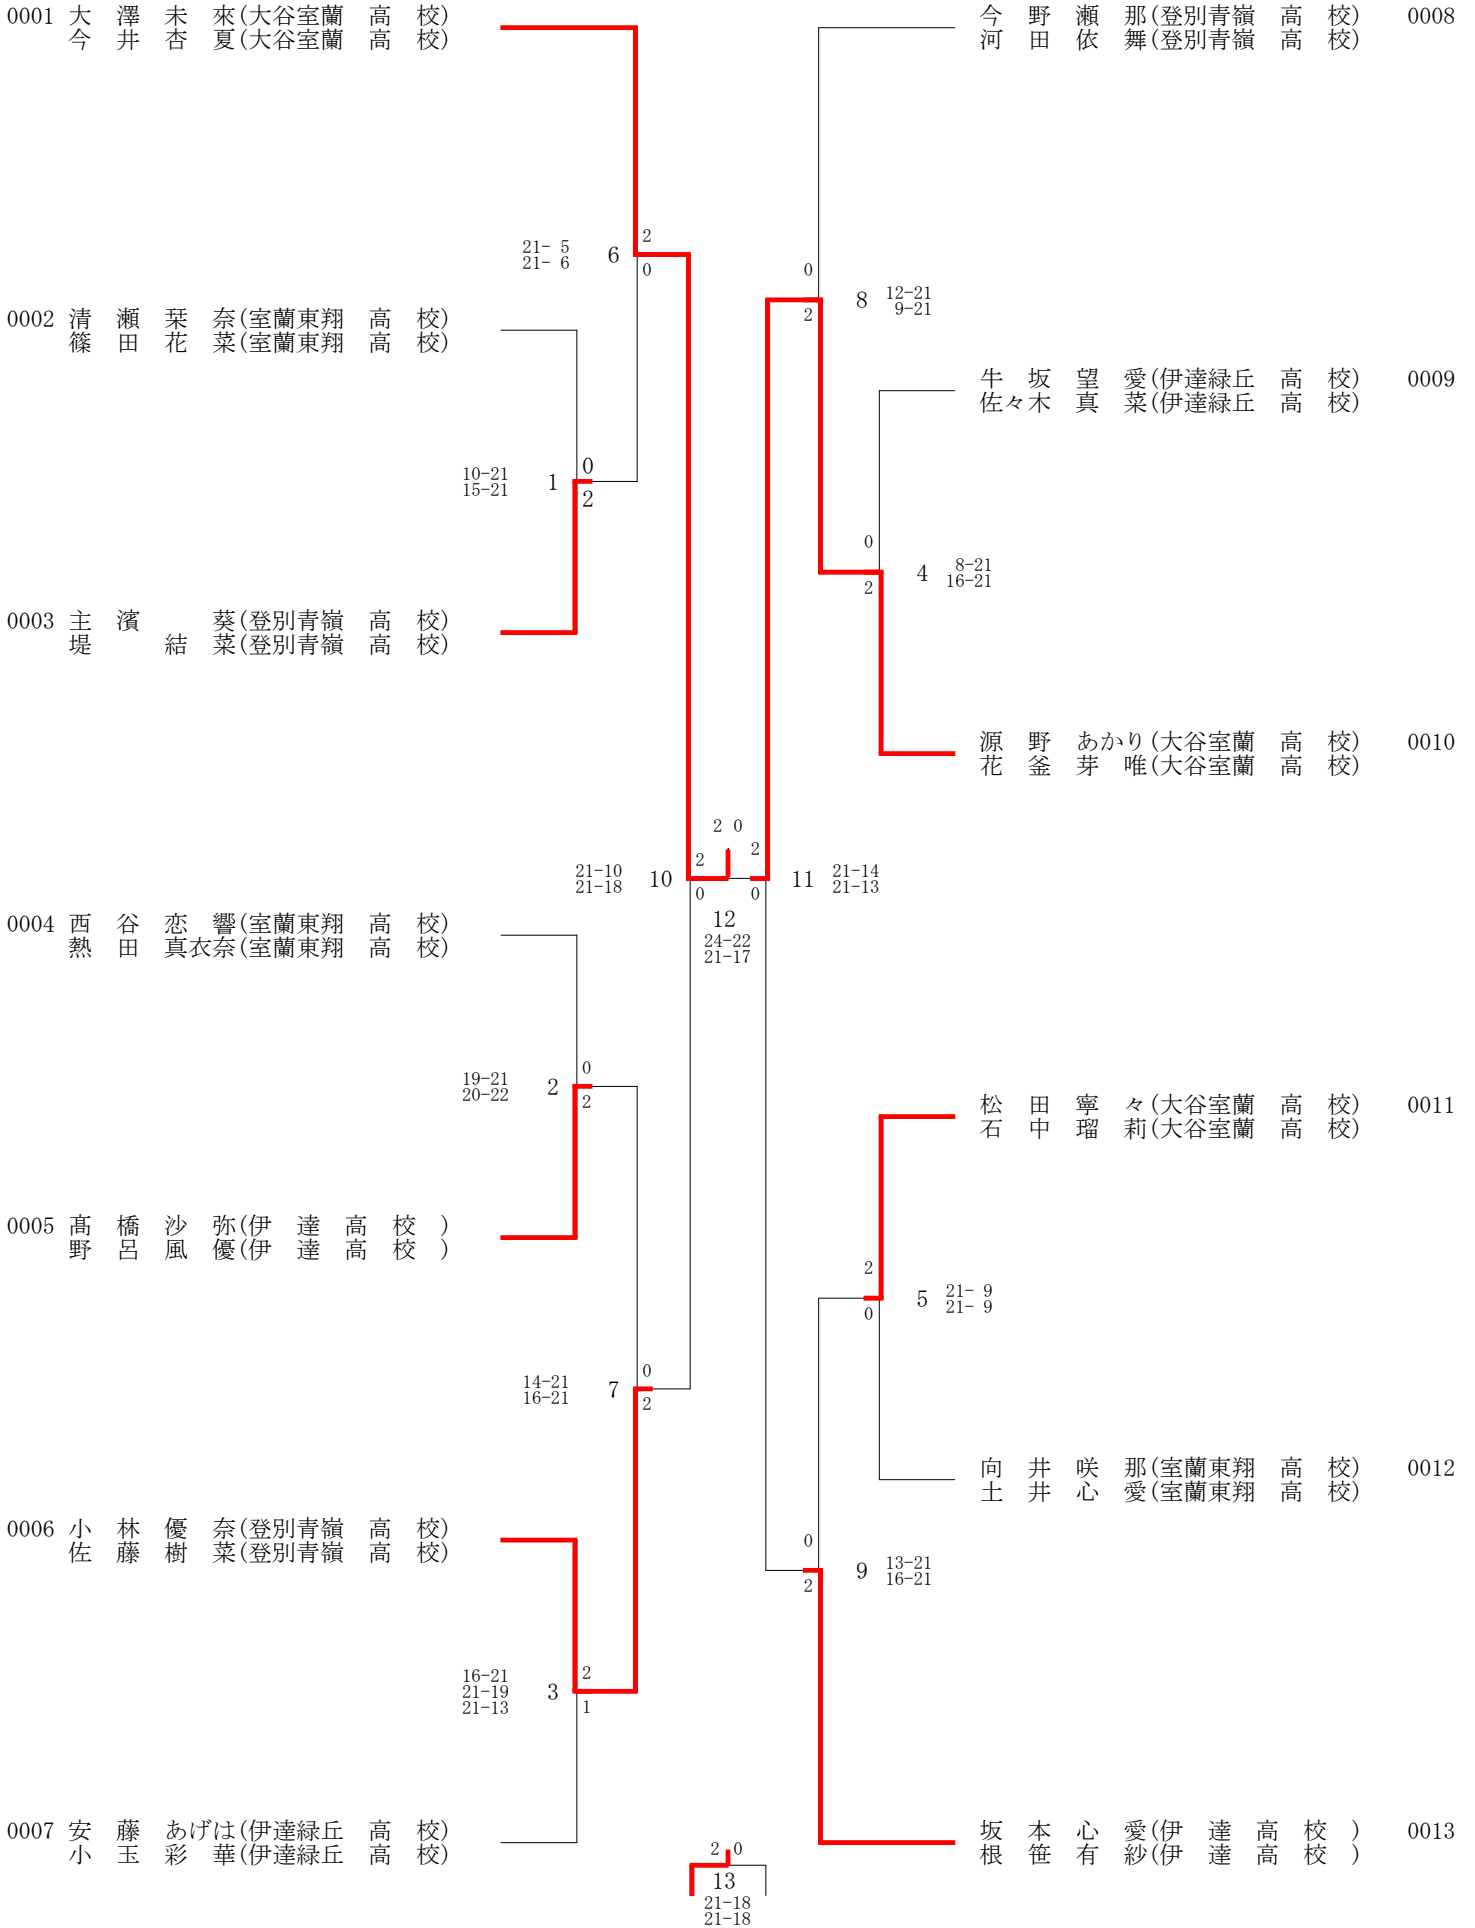 0001 大 澤 未 來(大谷室蘭 高 校)
今 井 杏 夏(大谷室蘭 高 校)
21- 5
21- 6
6
2
0
0002 清 瀬 栞 奈(室蘭東翔 高 校)
篠 田 花 菜(室蘭東翔 高 校)
10-21
15-21
1
0
2
0003 主 濱 葵(登別青嶺 高 校)
堤 結 菜(登別青嶺 高 校)
21-10
21-18
10
2
0
0004 西 谷 恋 響(室蘭東翔 高 校)
熱 田 真衣奈(室蘭東翔 高 校)
19-21
20-22
2
0
2
0005 髙 橋 沙 弥(伊 達 高 校 )
野 呂 風 優(伊 達 高 校 )
14-21
16-21
7
0
2
0006 小 林 優 奈(登別青嶺 高 校)
佐 藤 樹 菜(登別青嶺 高 校)
16-21
21-19
21-13
3
2
1
0007 安 藤 あげは(伊達緑丘 高 校)
小 玉 彩 華(伊達緑丘 高 校)
2 0
12
24-22
21-17
2 0
13
21-18
21-18
今 野 瀬 那(登別青嶺 高 校) 0008
河 田 依 舞(登別青嶺 高 校)
0
2
8
12-21
9-21
牛 坂 望 愛(伊達緑丘 高 校) 0009
佐々木 真 菜(伊達緑丘 高 校)
0
2
4
8-21
16-21
源 野 あかり(大谷室蘭 高 校) 0010
花 釜 芽 唯(大谷室蘭 高 校)
2
0
11
21-14
21-13
松 田 寧 々(大谷室蘭 高 校) 0011
石 中 瑠 莉(大谷室蘭 高 校)
2
0
5
21- 9
21- 9
向 井 咲 那(室蘭東翔 高 校) 0012
土 井 心 愛(室蘭東翔 高 校)
0
2
9
13-21
16-21
坂 本 心 愛(伊 達 高 校 ) 0013
根 笹 有 紗(伊 達 高 校 )